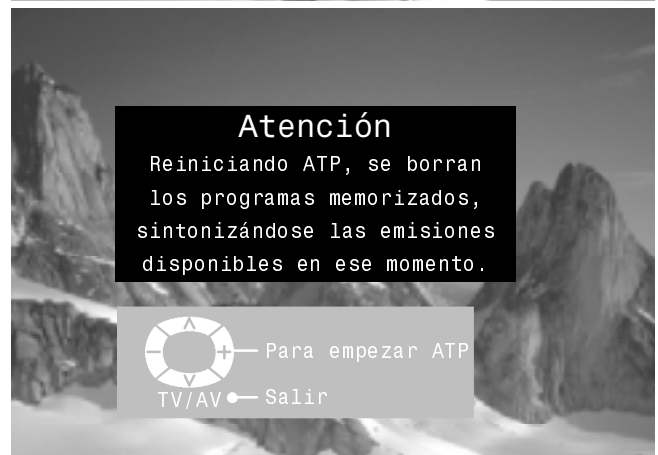 Atención
Reiniciando ATP, se borran
los programas memorizados,
sintonizándose las emisiones
disponibles en ese momento.
Para empezar ATP
TV/AV Salir